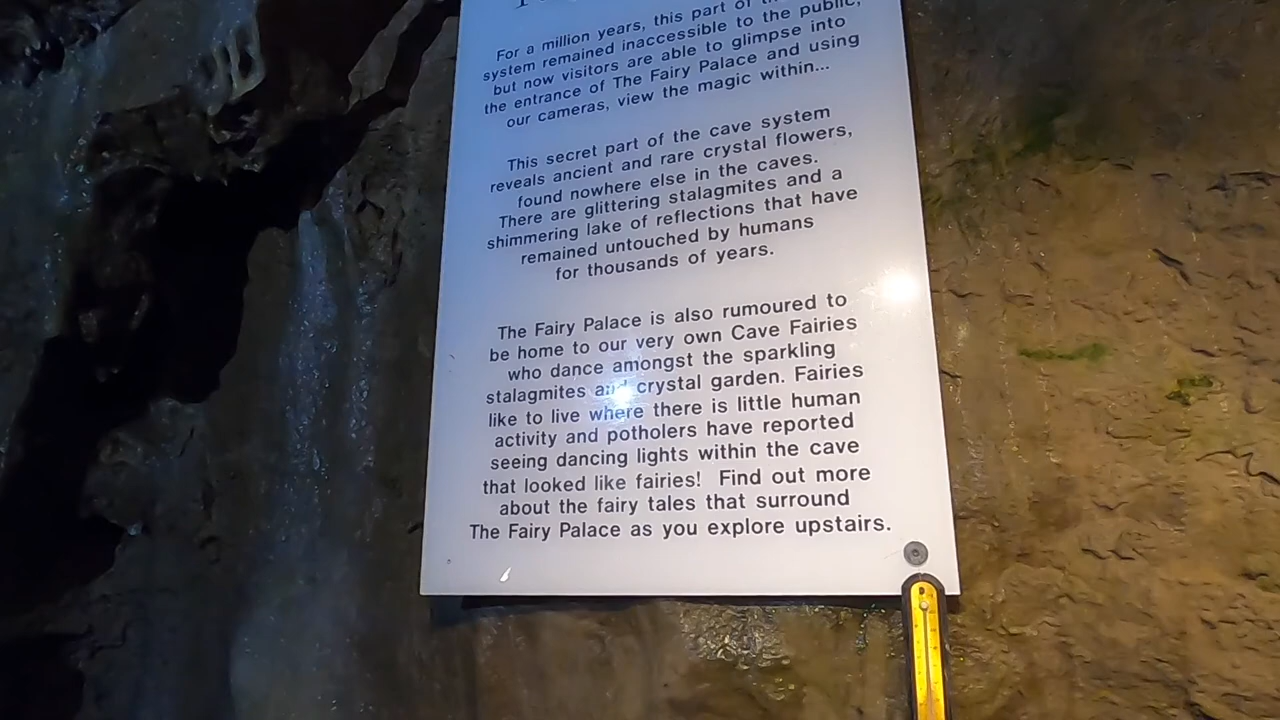 For a million years, this part of
system remained inaccessible to the public,
but now visitors are able to glimpse into
the entrance of The Fairy Palace and using
our cameras, view the magic within...
This secret part of the cave system
reveals ancient and rare crystal flowers,
found nowhere else in the caves.
There are glittering stalagmites and a
shimmering lake of reflections that have
remained untouched by humans
for thousands of years.
The Fairy Palace is also rumoured to
be home to our very own Cave Fairies
who dance amongst the sparkling
stalagmites and crystal garden. Fairies
like to live where there is little human
activity and potholers have reported
seeing dancing lights within the cave
that looked like fairies! Find out more
about the fairy tales that surround
The Fairy Palace as you explore upstairs.